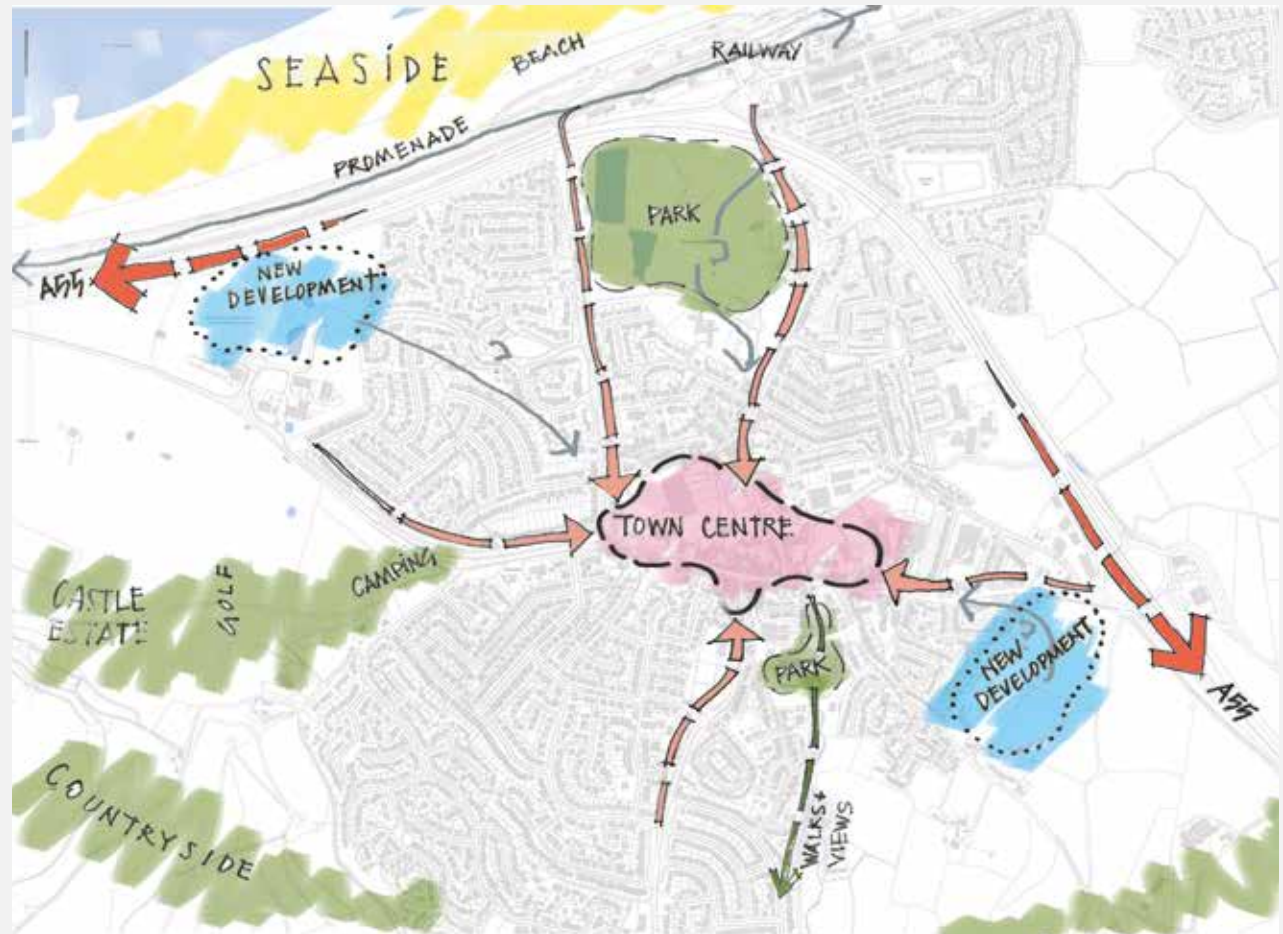 SEASIDE
BEACH
RAILWAY
PROMENADE
PARK
A55
NEW
DEVELOPMENT
TOWN CENTRE
CAMPING
GOLF
CASTLE
ESTATE
PARK
NEW
DEVELOPMENT
A55
WALKS +
VIEWS
COUNTRYSIDE